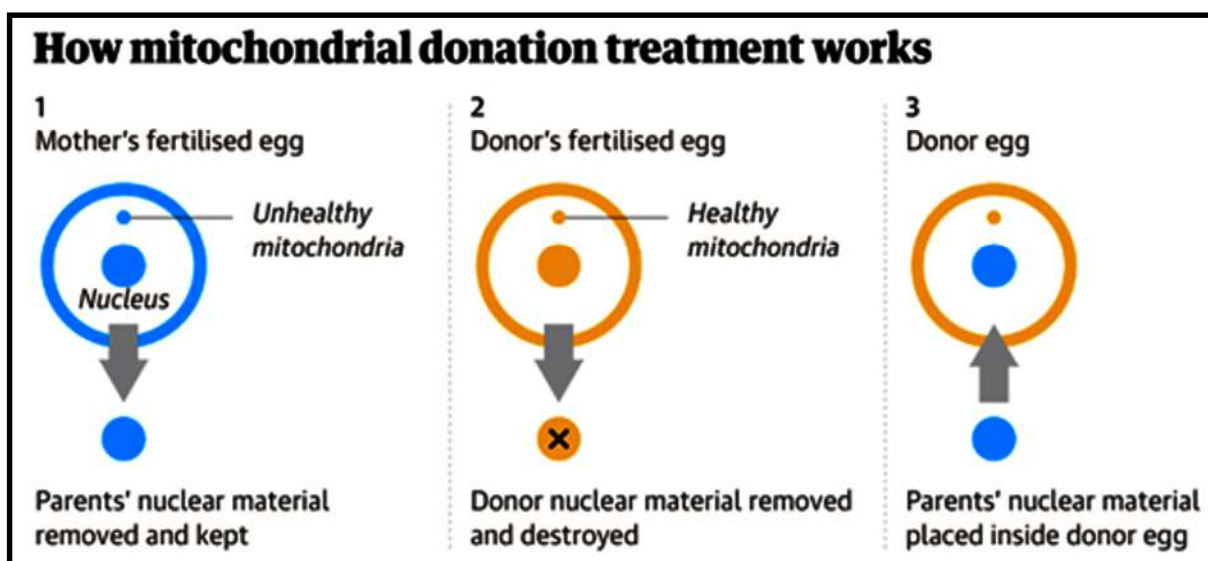 How mitochondrial donation treatment works
1
Mother's fertilised egg
Unhealthy
mitochondria
Nucleus
Parents' nuclear material
removed and kept
2
Donor's fertilised egg
Healthy
mitochondria
Donor nuclear material removed
and destroyed
3
Donor egg
Parents' nuclear material
placed inside donor egg